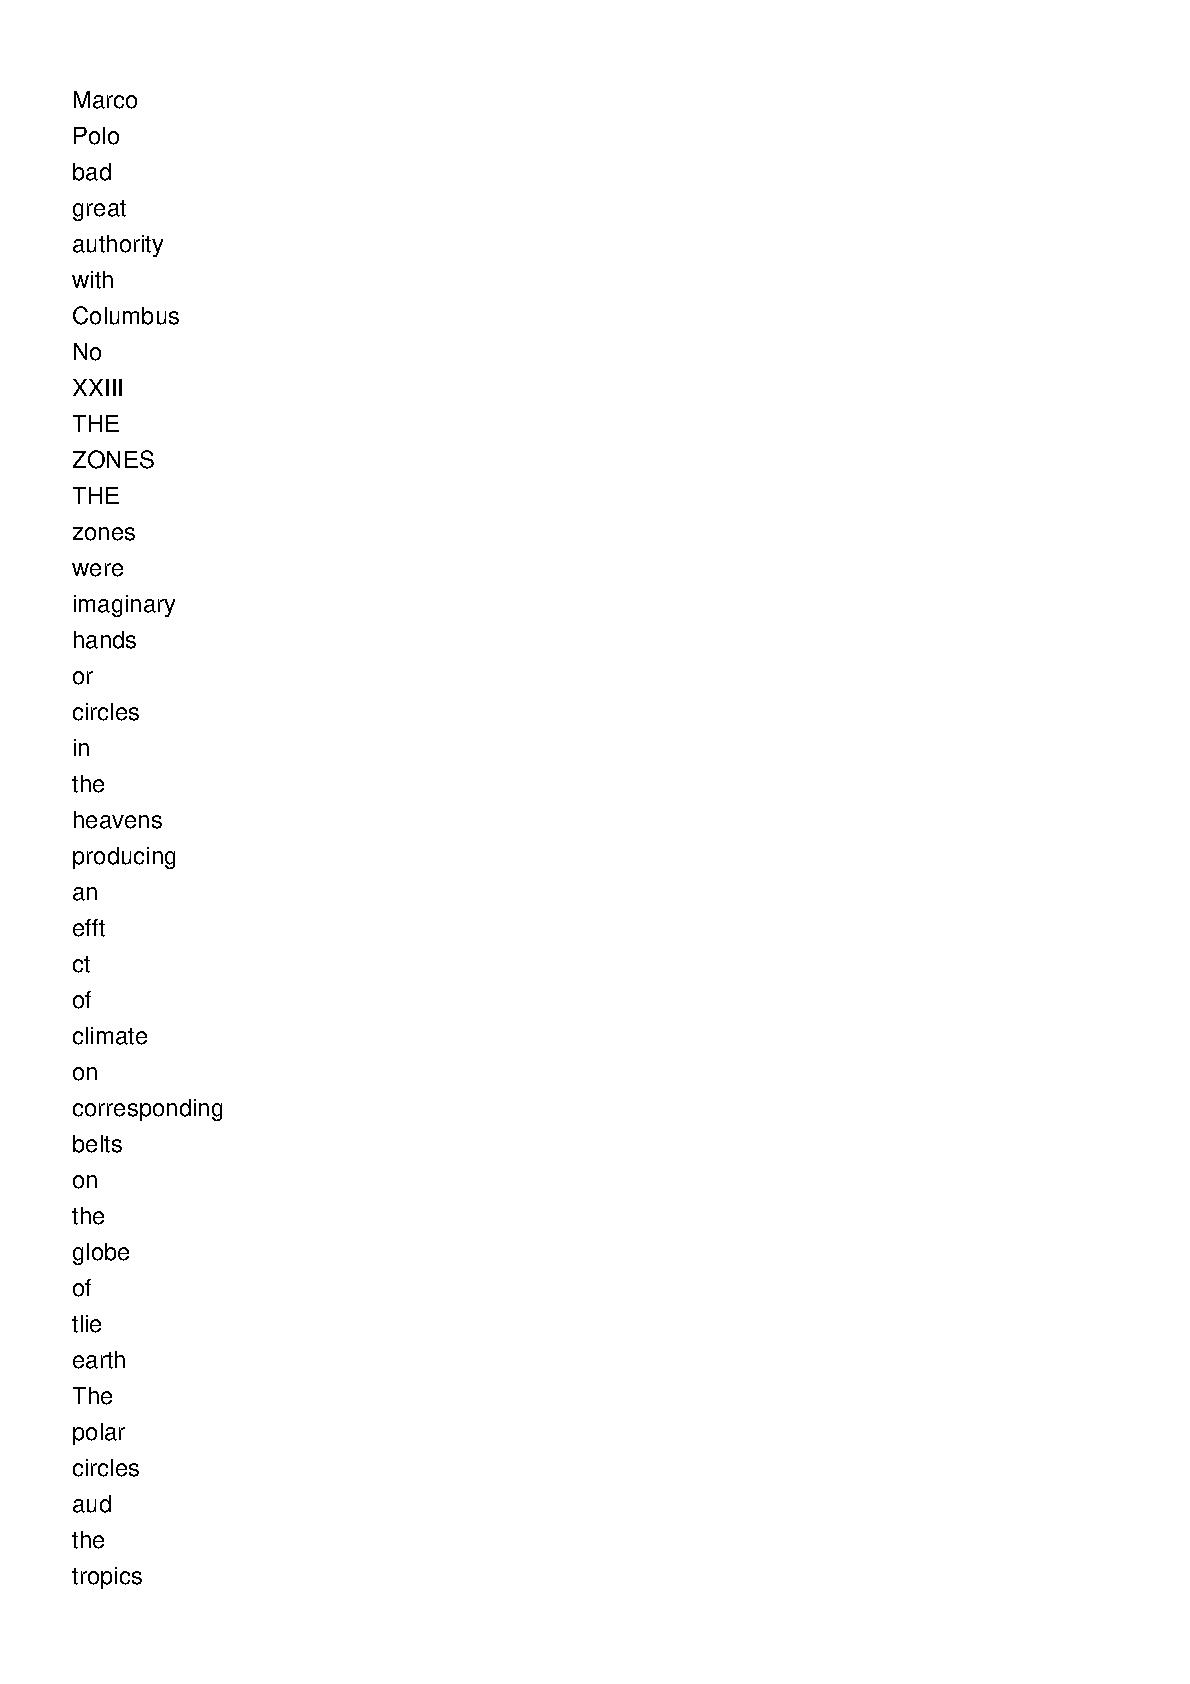 Marco
Polo
bad
great
authority
with
Columbus
No
XXIII
THE
ZONES
THE
zones
were
imaginary
hands
or
circles
in
the
heavens
producing
an
efft
ct
of
climate
on
corresponding
belts
on
the
globe
of
tlie
earth
The
polar
circles
aud
the
tropics